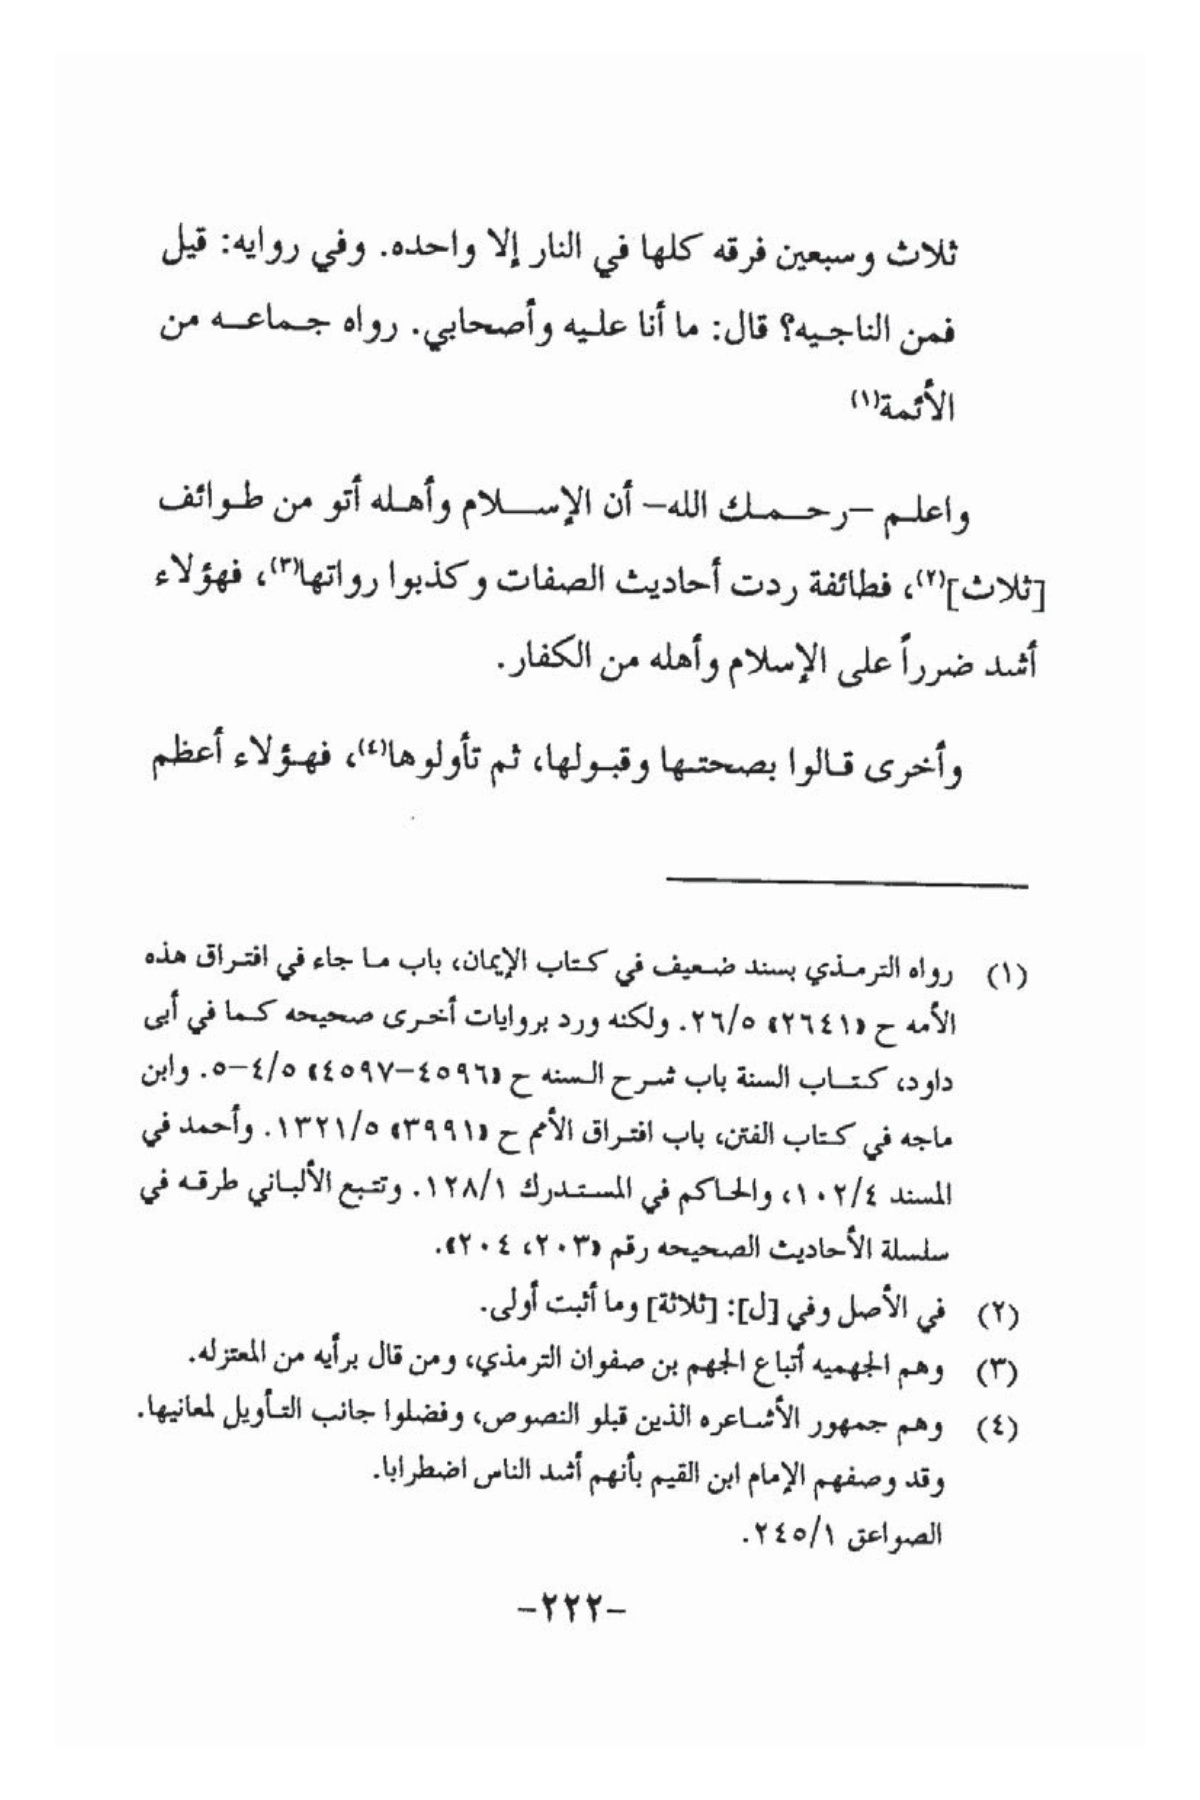 ثلاث وسبعين فرقه كلها في النار إلا واحده. وفي روايه: قيل
فمن الناجيه؟ قال: ما أنا عليه وأصحابي. رواه جماعه من
الأئمة(١)
واعلم –رحمك الله– أن الإسلام وأهله أتو من طوائف
[ثلاث](٢)، فطائفة ردت أحاديث الصفات وكذبوا رواتها(٣)، فهؤلاء
أشد ضرراً على الإسلام وأهله من الكفار.
وأخرى قالوا بصحتها وقبولها، ثم تأولوها(٤)، فهؤلاء أعظم
(١) رواه الترمذي بسند ضعيف في كتاب الإيمان، باب ما جاء في افتراق هذه
الأمه ح «٢٦٤١» ٢٦/٥. ولكنه ورد بروايات أخرى صحيحه كما في أبى
داود، كتاب السنة باب شرح السنه ح «٤٥٩٦–٤٥٩٧» ٤/٥–٥. وابن
ماجه في كتاب الفتن، باب افتراق الأمم ح «٣٩٩١» ١٣٢١/٥. وأحمد في
المسند ١٠٢/٤، والحاكم في المستدرك ١٢٨/١. وتتبع الألباني طرقه في
سلسلة الأحاديث الصحيحه رقم «٢٠٣، ٢٠٤».
(٢) في الأصل وفي [ل]: [ثلاثة] وما أثبت أولى.
(٣) وهم الجهميه أتباع الجهم بن صفوان الترمذي، ومن قال برأيه من المعتزله.
(٤) وهم جمهور الأشاعره الذين قبلو النصوص، وفضلوا جانب التأويل لمعانيها.
وقد وصفهم الإمام ابن القيم بأنهم أشد الناس اضطرابا.
الصواعق ٢٤٥/١.
–٢٢٢–